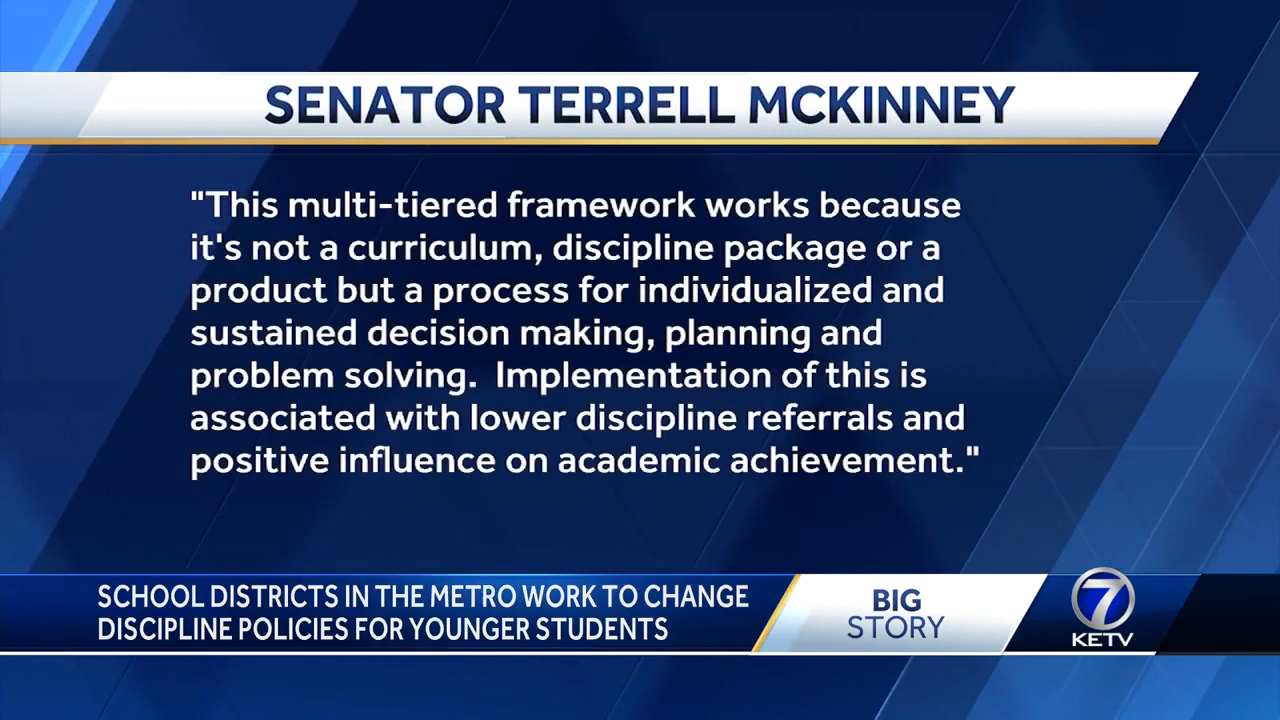 SENATOR TERRELL MCKINNEY
"This multi-tiered framework works because
it's not a curriculum, discipline package or a
product but a process for individualized and
sustained decision making, planning and
problem solving.  Implementation of this is
associated with lower discipline referrals and
positive influence on academic achievement."
SCHOOL DISTRICTS IN THE METRO WORK TO CHANGE
DISCIPLINE POLICIES FOR YOUNGER STUDENTS
BIG
STORY
7
KETV